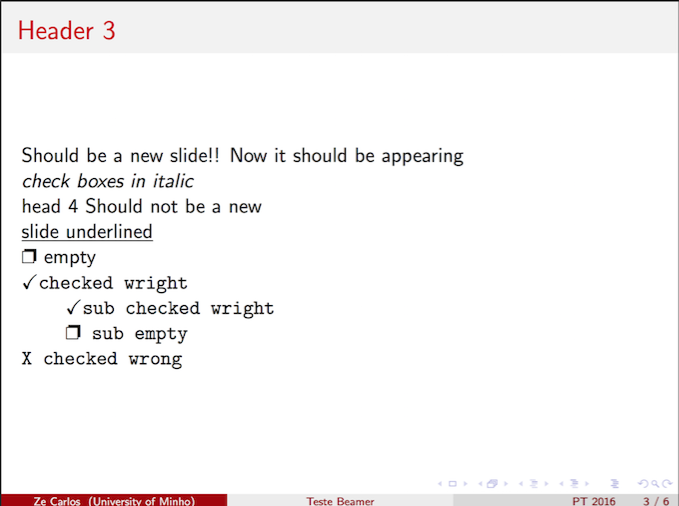 Header 3
Should be a new slide!! Now it should be appearing
check boxes in italic
head 4 Should not be a new
slide underlined
❒ empty
✓checked wright
✓sub checked wright
❒ sub empty
X checked wrong
Ze Carlos (University of Minho) Teste Beamer PT 2016 3 / 6